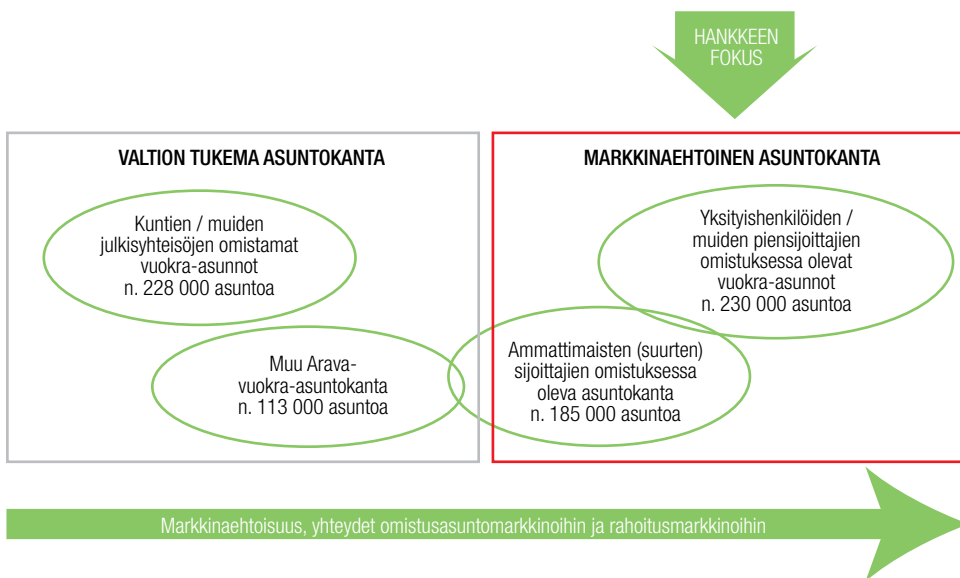 HANKKEEN
FOKUS
VALTION TUKEMA ASUNTOKANTA
Kuntien / muiden
julkisyhteisöjen omistamat
vuokra-asunnot
n. 228 000 asuntoa
Muu Arava-
vuokra-asuntokanta
n. 113 000 asuntoa
MARKKINAEHTOINEN ASUNTOKANTA
Yksityishenkilöiden /
muiden piensijoittajien
omistuksessa olevat
vuokra-asunnot
n. 230 000 asuntoa
Ammattimaisten (suurten)
sijoittajien omistuksessa
oleva asuntokanta
n. 185 000 asuntoa
Markkinaehtoisuus, yhteydet omistusasuntomarkkinoihin ja rahoitusmarkkinoihin